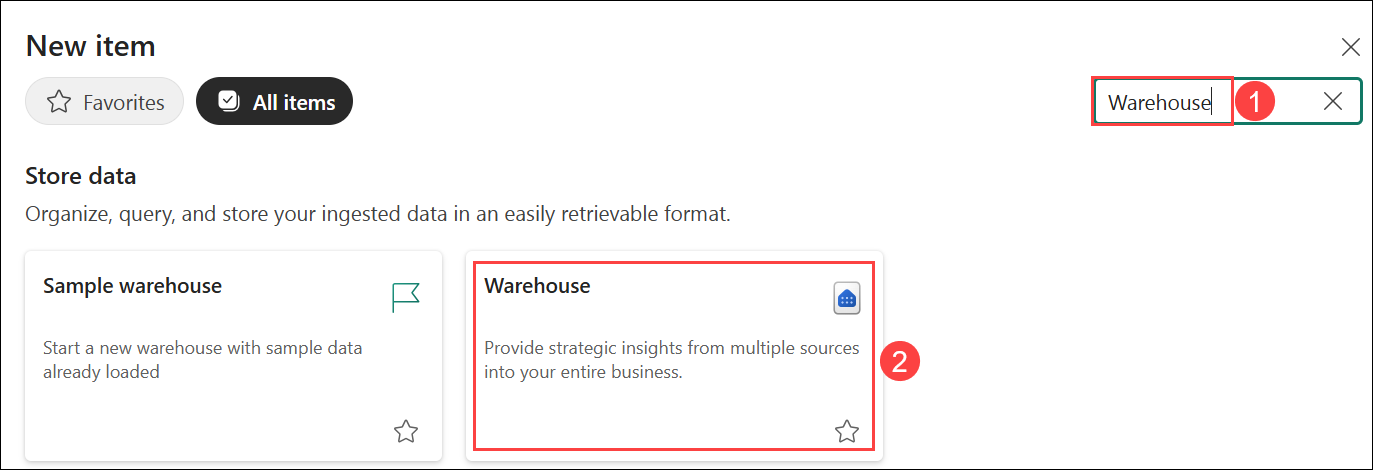 New item
Favorites
All items
Warehouse
1
Store data
Organize, query, and store your ingested data in an easily retrievable format.
Sample warehouse
Start a new warehouse with sample data
already loaded
Warehouse
Provide strategic insights from multiple sources
into your entire business.
2